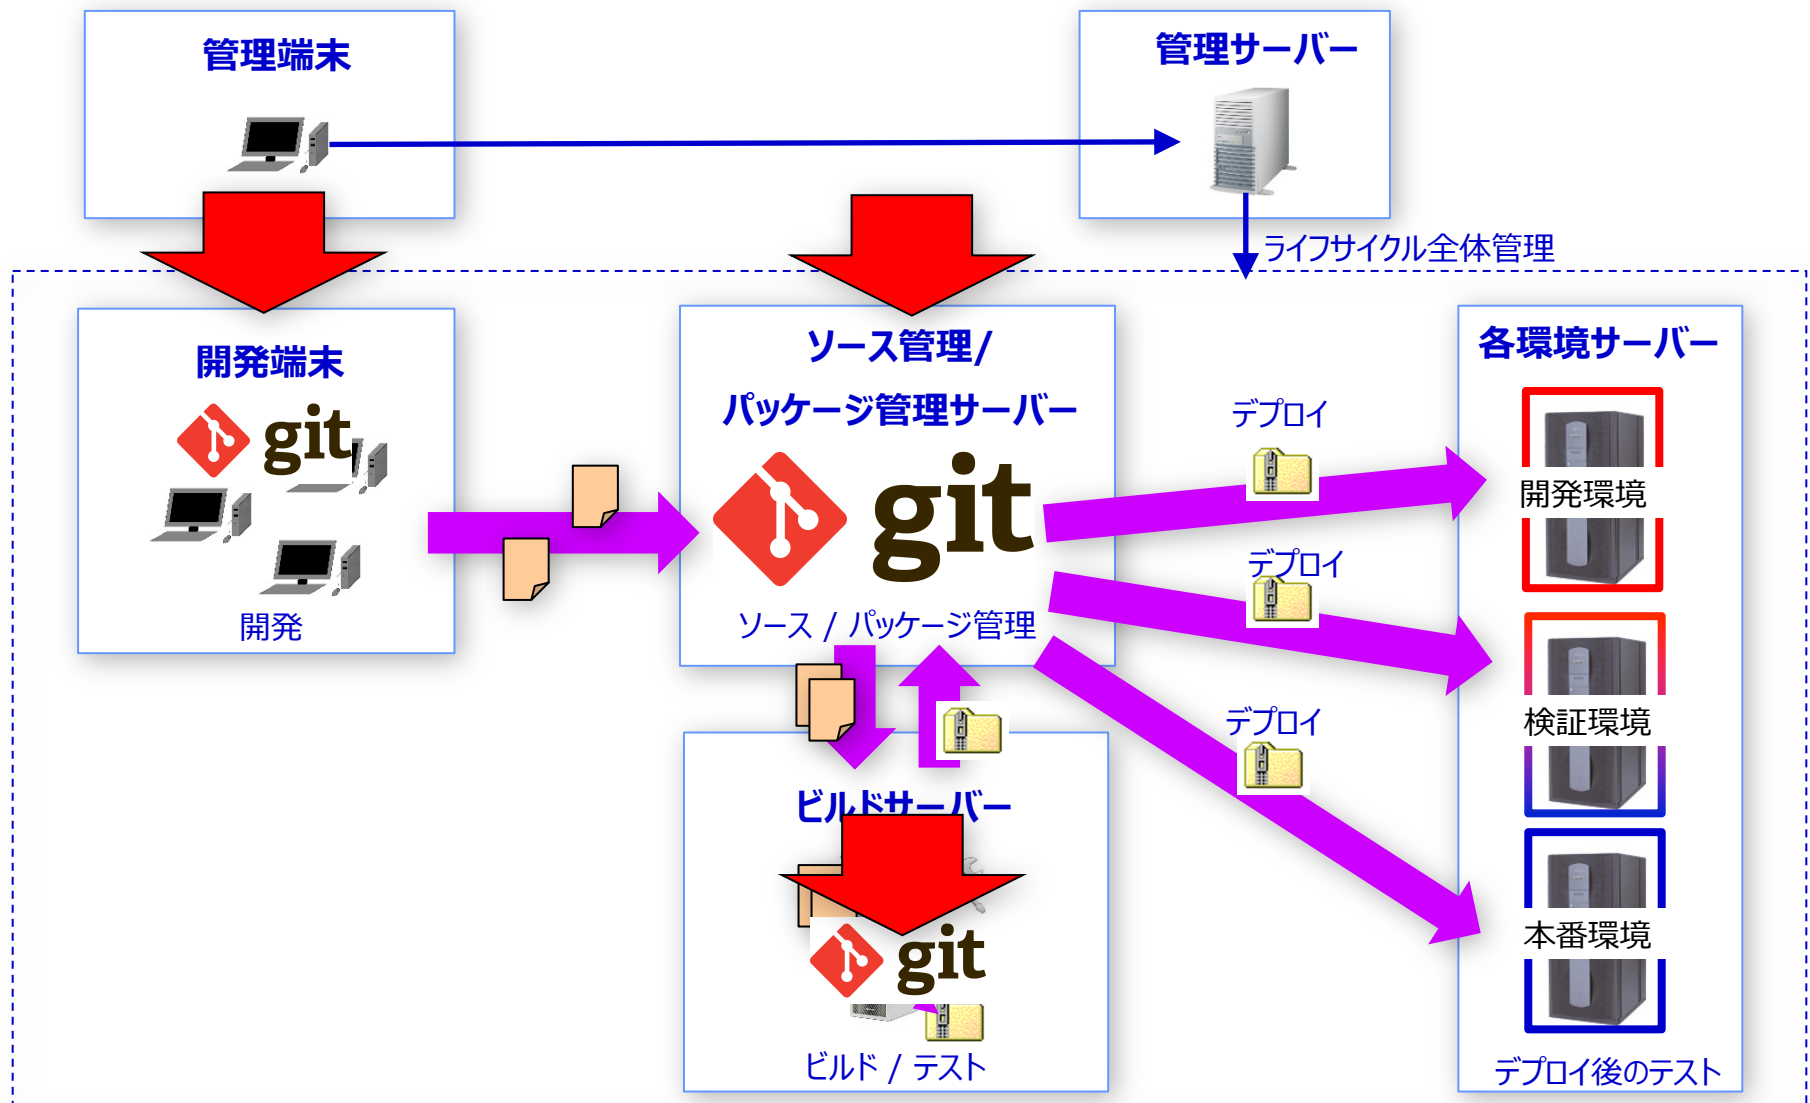 管理端末
管理サーバー
ライフサイクル全体管理
開発端末
git
開発
ソース管理/
パッケージ管理サーバー
git
ソース / パッケージ管理
デプロイ
デプロイ
デプロイ
各環境サーバー
開発環境
検証環境
本番環境
デプロイ後のテスト
ビルドサーバー
git
ビルド / テスト